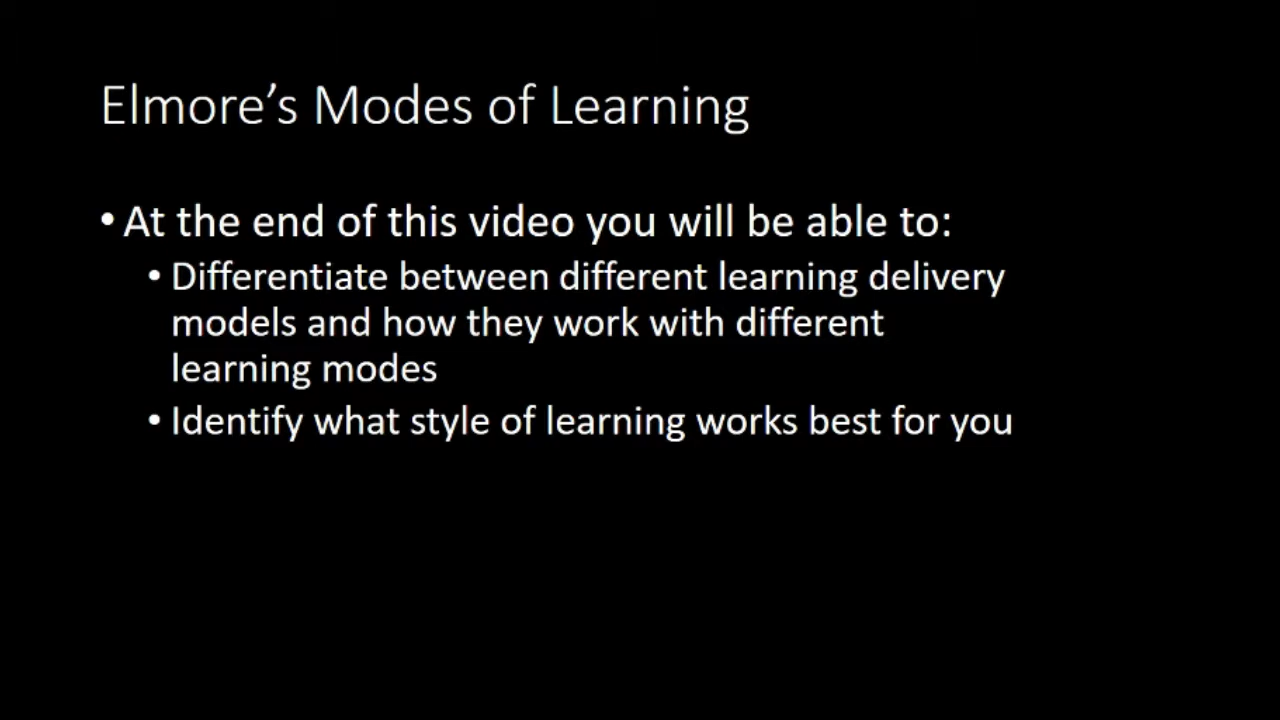 Elmore’s Modes of Learning
• At the end of this video you will be able to:
• Differentiate between different learning delivery
models and how they work with different
learning modes
• Identify what style of learning works best for you